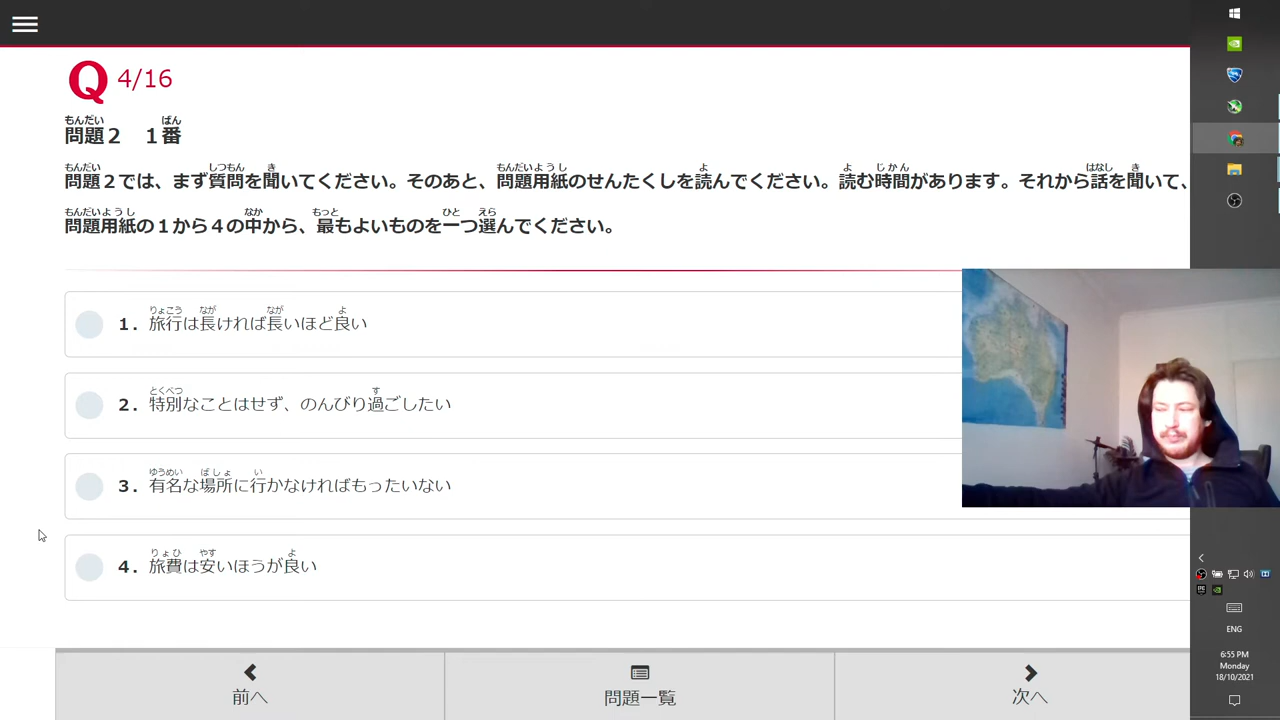 Q 4/16
問題２　１番
問題２では、まず質問を聞いてください。そのあと、問題用紙のせんたくしを読んでください。読む時間があります。それから話を聞いて、
問題用紙の１から４の中から、最もよいものを一つ選んでください。
1．旅行は長ければ長いほど良い
2．特別なことはせず、のんびり過ごしたい
3．有名な場所に行かなければもったいない
4．旅費は安いほうが良い
前へ
問題一覧
次へ
ENG
6:55 PM
Monday
18/10/2021